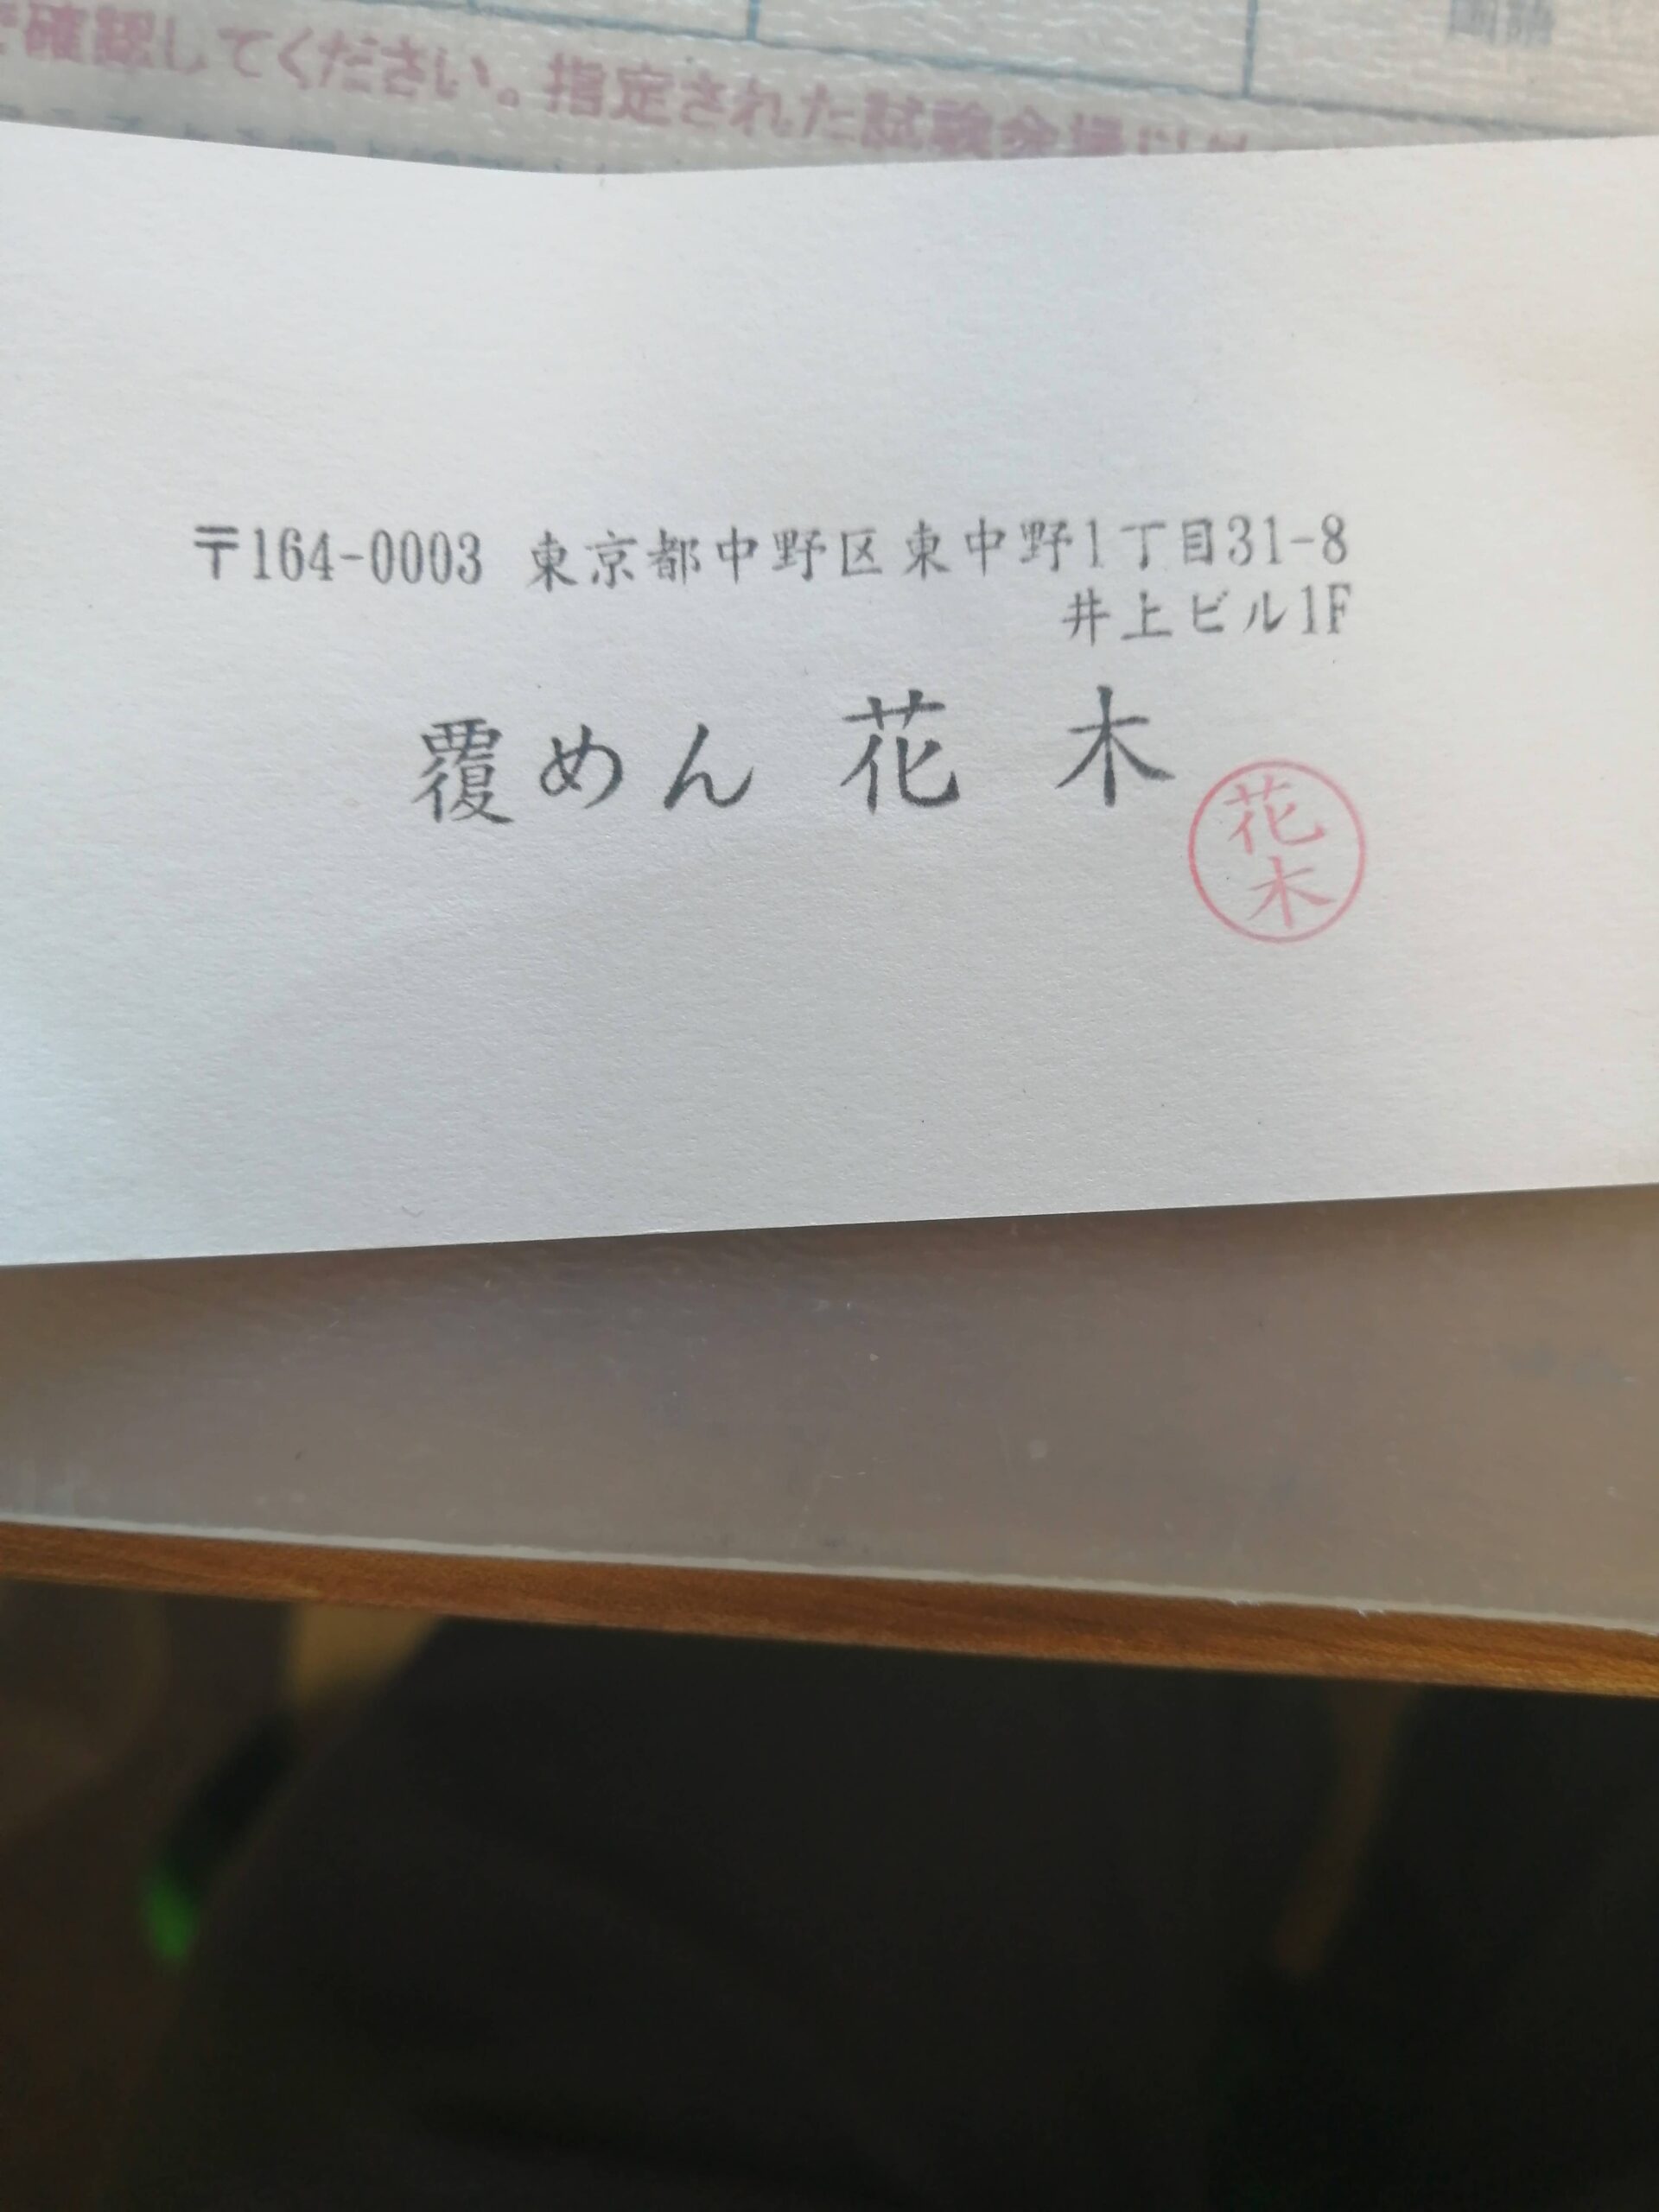 確認してください。指定された試験会場以外
〒164-0003 東京都中野区東中野1丁目31-8
井上ビル1F
覆めん 花木
花木